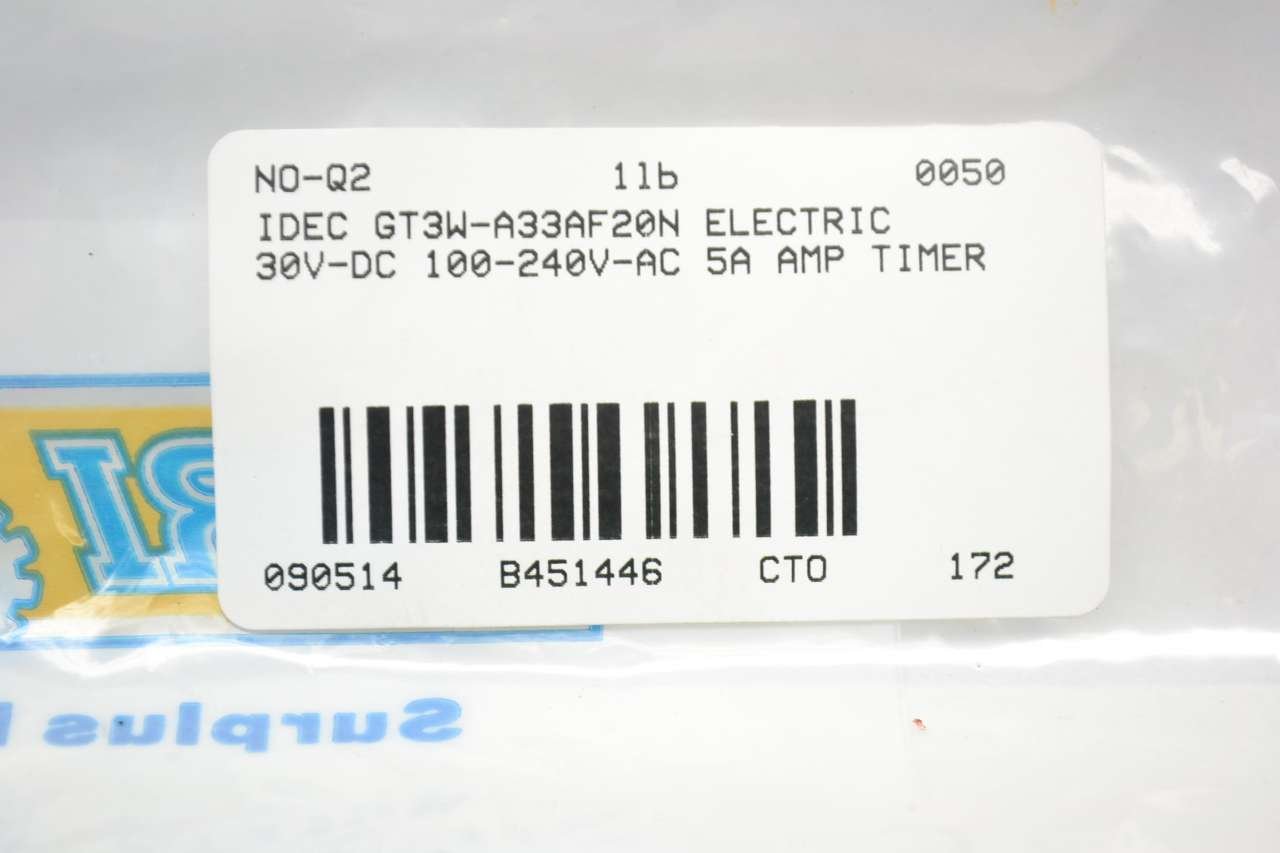 NO-Q2 1lb 0050
IDEC GT3W-A33AF20N ELECTRIC
30V-DC 100-240V-AC 5A AMP TIMER
090514 B451446 CTO 172
Surplus